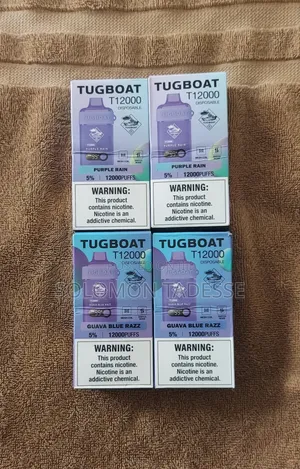 TUGBOAT
T12000
DISPOSABLE
PURPLE RAIN
5% | 12000PUFFS
WARNING:
This product
contains nicotine.
Nicotine is an
addictive chemical.
TUGBOAT
T12000
DISPOSABLE
PURPLE RAIN
5% | 12000PUFFS
WARNING:
This product
contains nicotine.
Nicotine is an
addictive chemical.
TUGBOAT
T12000
DISPOSABLE
GUAVA BLUE RAZZ
5% | 12000PUFFS
WARNING:
This product
contains nicotine.
Nicotine is an
addictive chemical.
TUGBOAT
T12000
DISPOSABLE
GUAVA BLUE RAZZ
5% | 12000PUFFS
WARNING:
This product
contains nicotine.
Nicotine is an
addictive chemical.